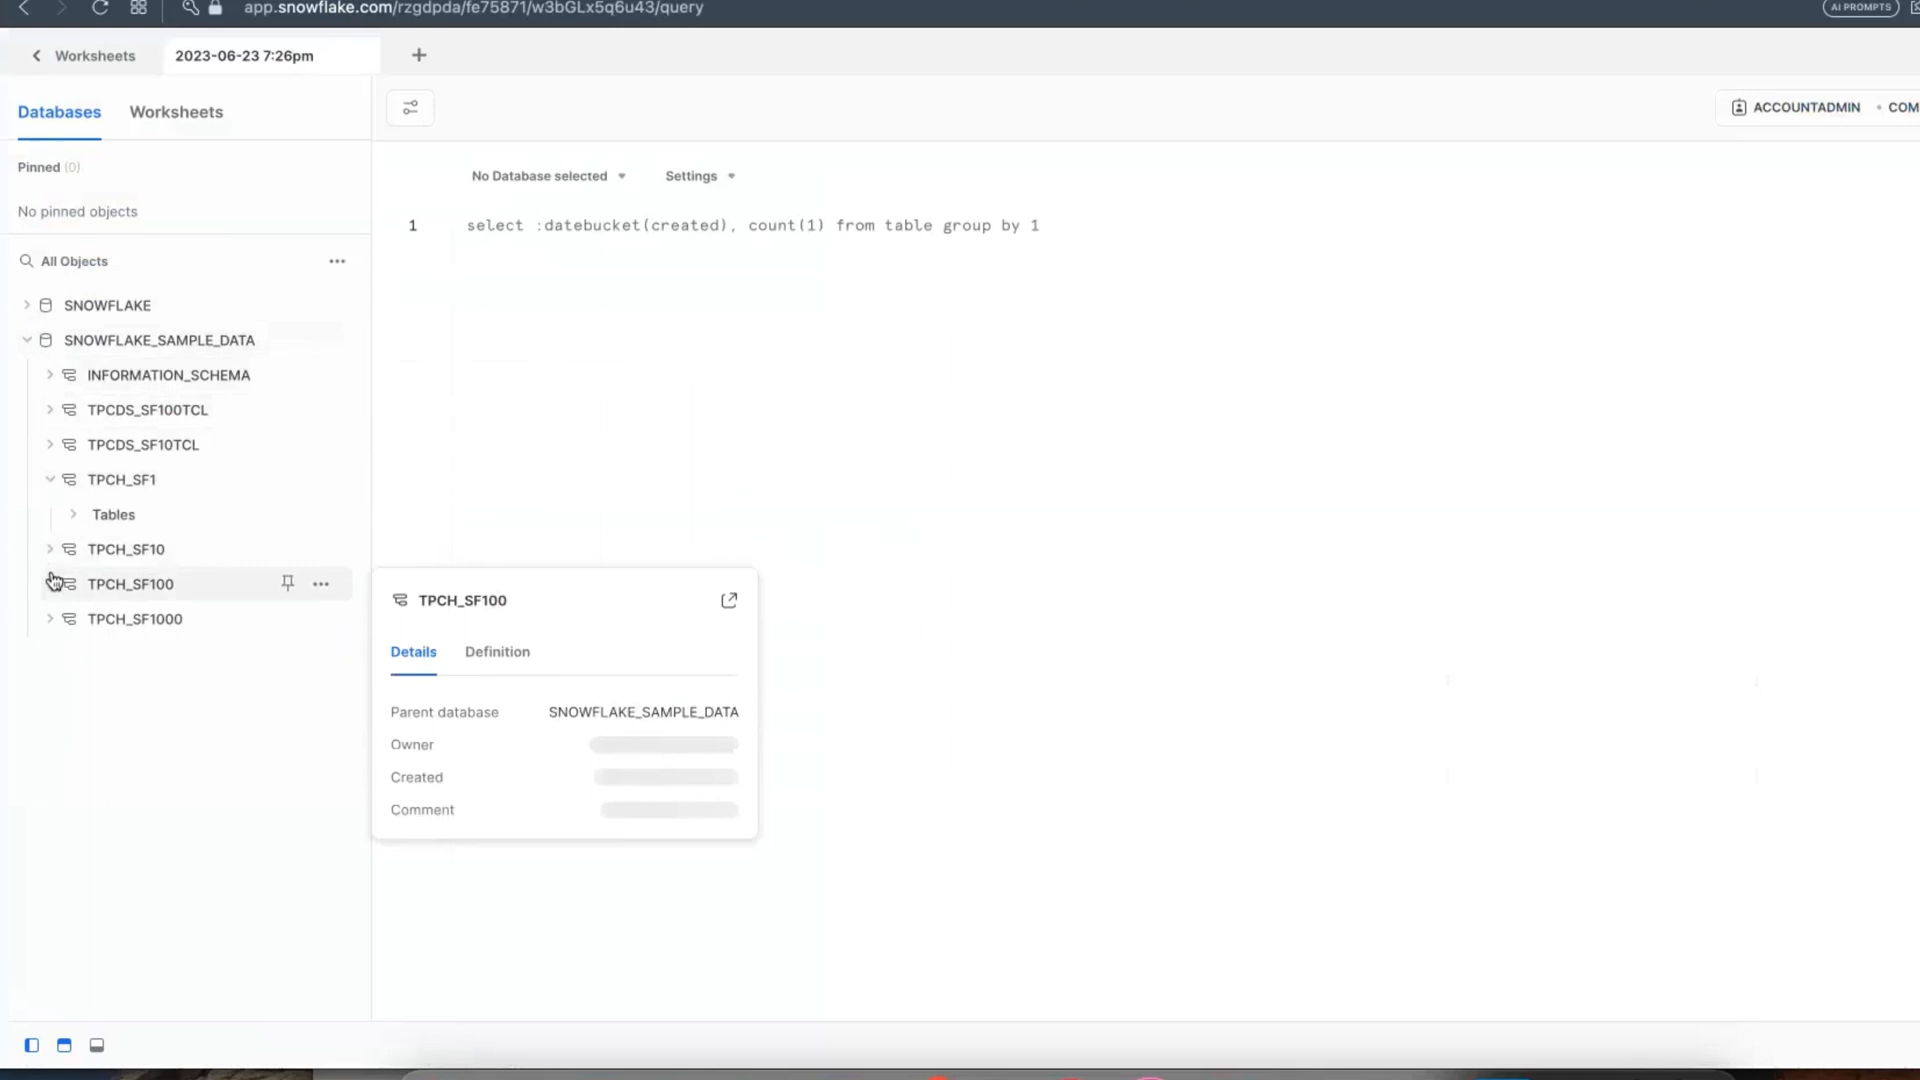 app.snowflake.com/rzgdpda/fe75871/w3bGLx5q6u43/query
AI PROMPTS
Worksheets
2023-06-23 7:26pm
Databases
Worksheets
ACCOUNTADMIN
COM
Pinned (0)
No Database selected
Settings
No pinned objects
1 select :datebucket(created), count(1) from table group by 1
All Objects
SNOWFLAKE
SNOWFLAKE_SAMPLE_DATA
INFORMATION_SCHEMA
TPCDS_SF100TCL
TPCDS_SF10TCL
TPCH_SF1
Tables
TPCH_SF10
TPCH_SF100
TPCH_SF1000
TPCH_SF100
Details
Definition
Parent database SNOWFLAKE_SAMPLE_DATA
Owner
Created
Comment